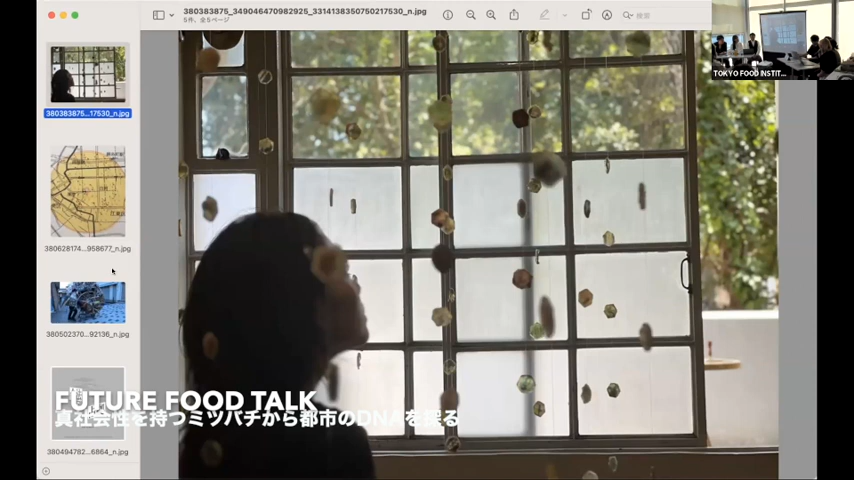 380383875_349046470982925_3314138350750217530_n.jpg
5件、全5ページ
検索
TOKYO FOOD INSTIT...
380383875...17530_n.jpg
380628174...958677_n.jpg
380502370...92136_n.jpg
FUTURE FOOD TALK
真社会性を持つミツバチから都市のDNAを探る
380494762...6864_n.jpg